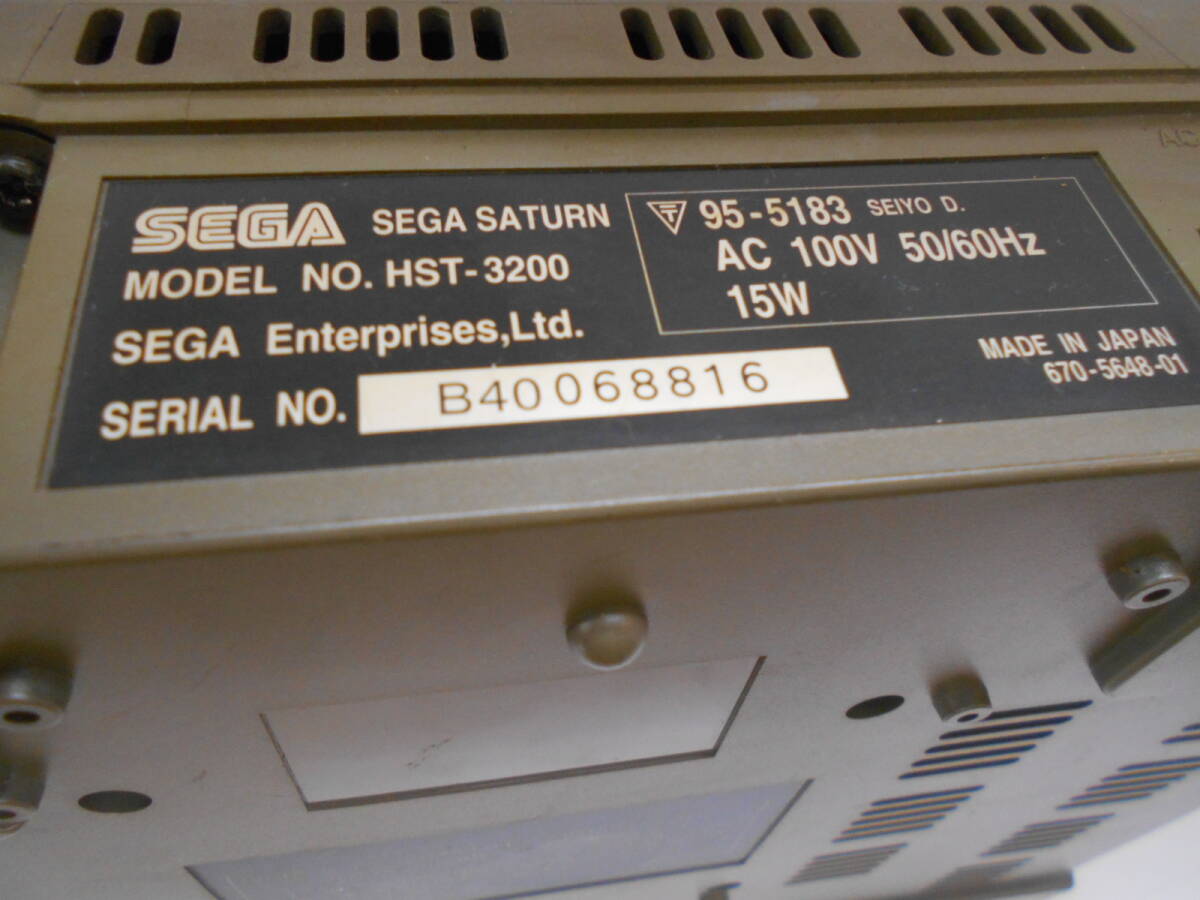 SEGA SEGA SATURN
MODEL NO. HST-3200
SEGA Enterprises,Ltd.
SERIAL NO. B40068816
T 95-5183 SEIYO D.
AC 100V 50/60Hz
15W
MADE IN JAPAN
670-5648-01
AC